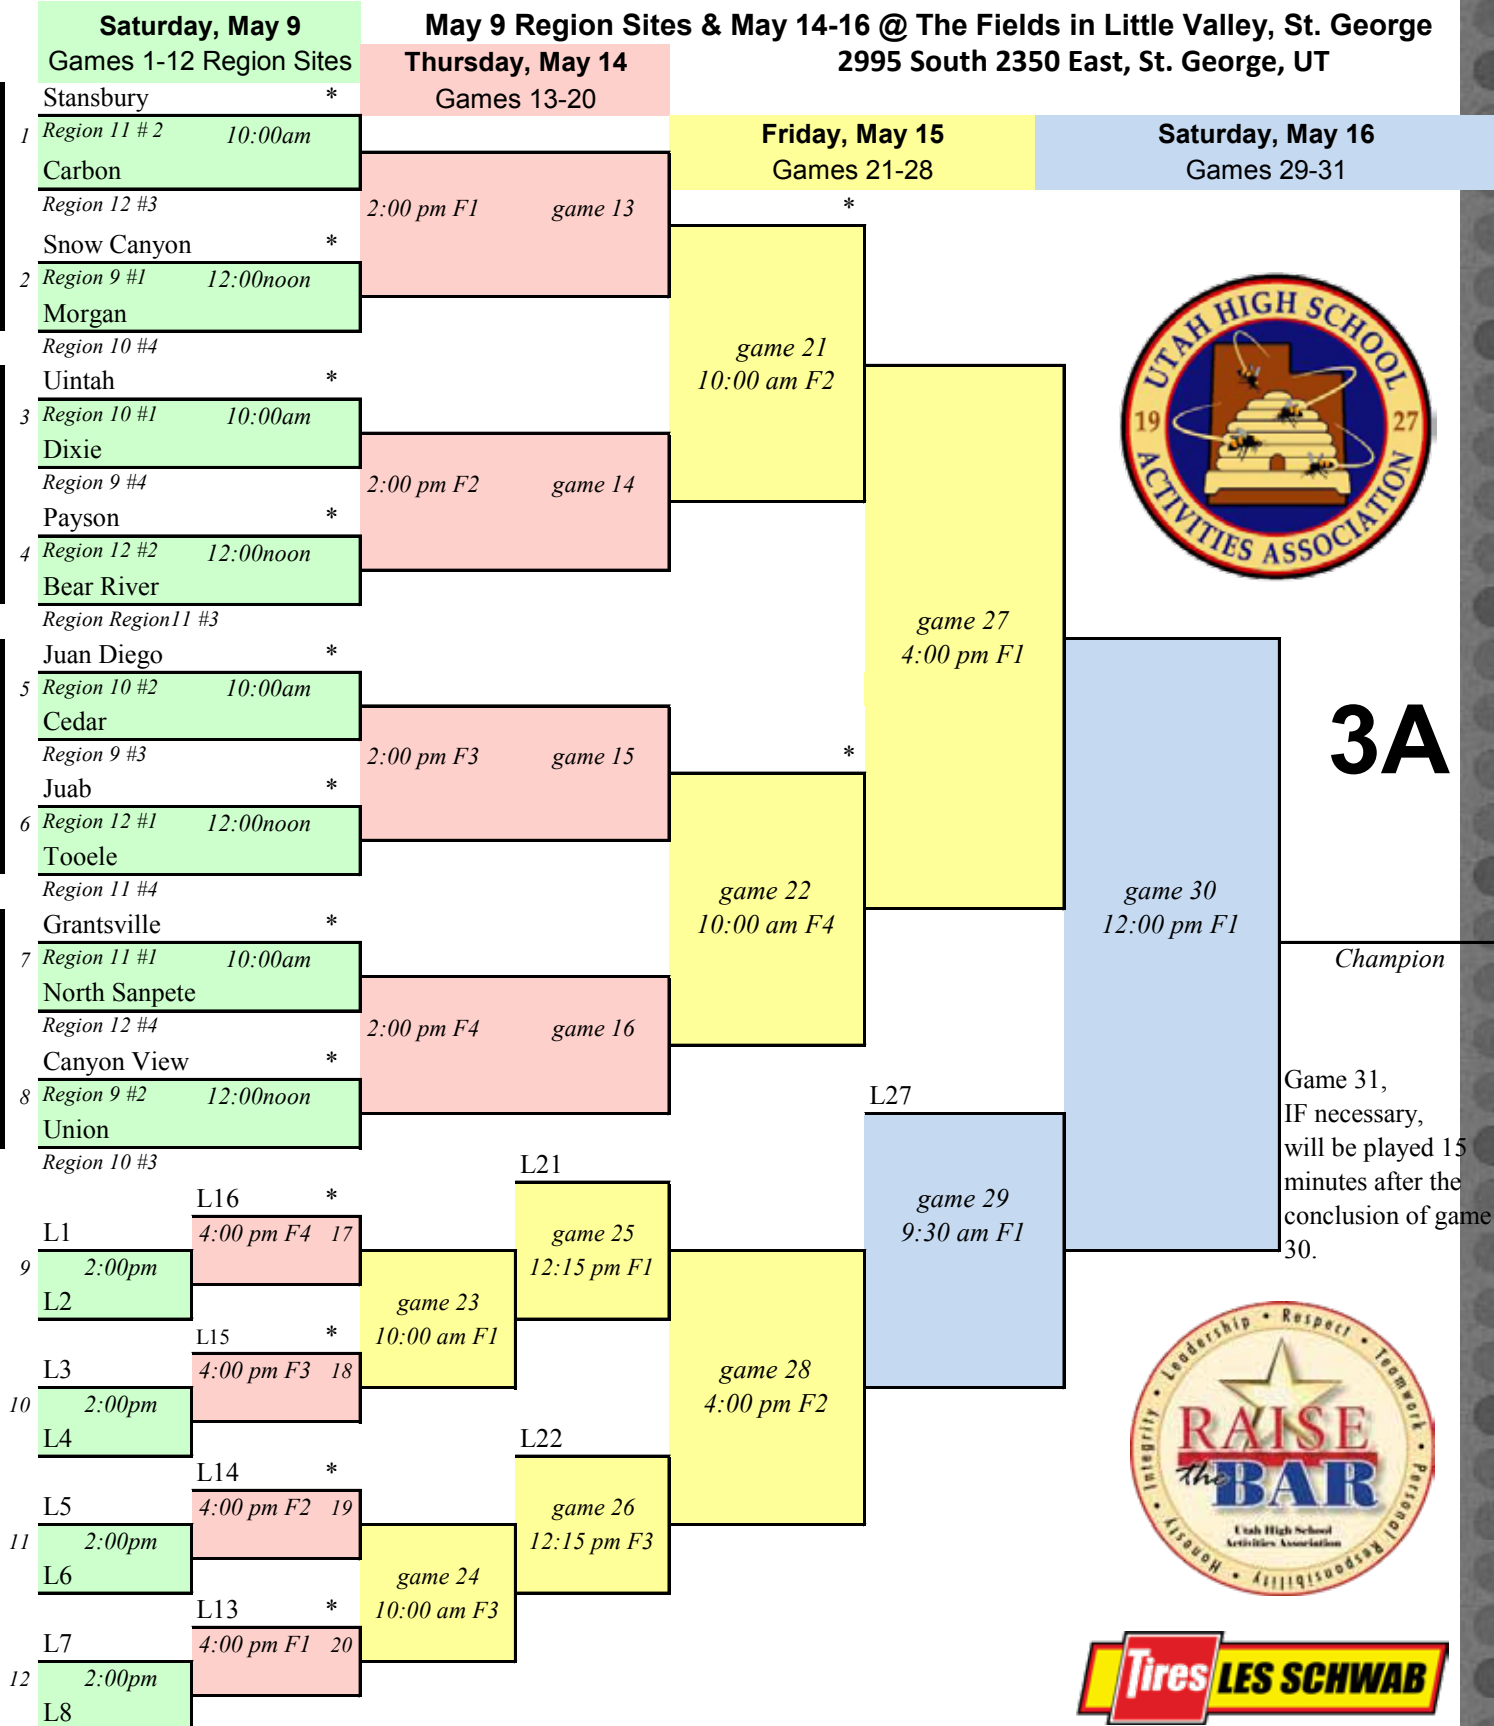 Saturday, May 9
Games 1-12 Region Sites
May 9 Region Sites & May 14-16 @ The Fields in Little Valley, St. George
2995 South 2350 East, St. George, UT
Thursday, May 14
Games 13-20
Friday, May 15
Games 21-28
Saturday, May 16
Games 29-31
Stansbury *
1 Region 11 # 2 10:00am
Carbon
Region 12 #3
2:00 pm F1 game 13
*
Snow Canyon *
2 Region 9 #1 12:00noon
Morgan
Region 10 #4
game 21
10:00 am F2
Uintah *
3 Region 10 #1 10:00am
Dixie
Region 9 #4
2:00 pm F2 game 14
Payson *
4 Region 12 #2 12:00noon
Bear River
Region Region11 #3
game 27
4:00 pm F1
Juan Diego *
5 Region 10 #2 10:00am
Cedar
Region 9 #3
2:00 pm F3 game 15
*
Juab *
6 Region 12 #1 12:00noon
Tooele
Region 11 #4
game 22
10:00 am F4
game 30
12:00 pm F1
Grantsville *
7 Region 11 #1 10:00am
North Sanpete
Region 12 #4
2:00 pm F4 game 16
Canyon View *
8 Region 9 #2 12:00noon
Union
Region 10 #3
UTAH HIGH SCHOOL
19 27
ACTIVITIES ASSOCIATION
3A
Champion
Game 31,
IF necessary,
will be played 15
minutes after the
conclusion of game
30.
L27
game 29
9:30 am F1
L21
game 25
12:15 pm F1
L16 *
4:00 pm F4 17
L1
9 2:00pm
L2
game 23
10:00 am F1
L15 *
4:00 pm F3 18
L3
10 2:00pm
L4
game 28
4:00 pm F2
L22
game 26
12:15 pm F3
L14 *
4:00 pm F2 19
L5
11 2:00pm
L6
game 24
10:00 am F3
L13 *
4:00 pm F1 20
L7
12 2:00pm
L8
Honesty • Integrity • Leadership • Respect • Teamwork • Personal Responsibility •
RAISE
the BAR
Utah High School
Activities Association
Tires LES SCHWAB